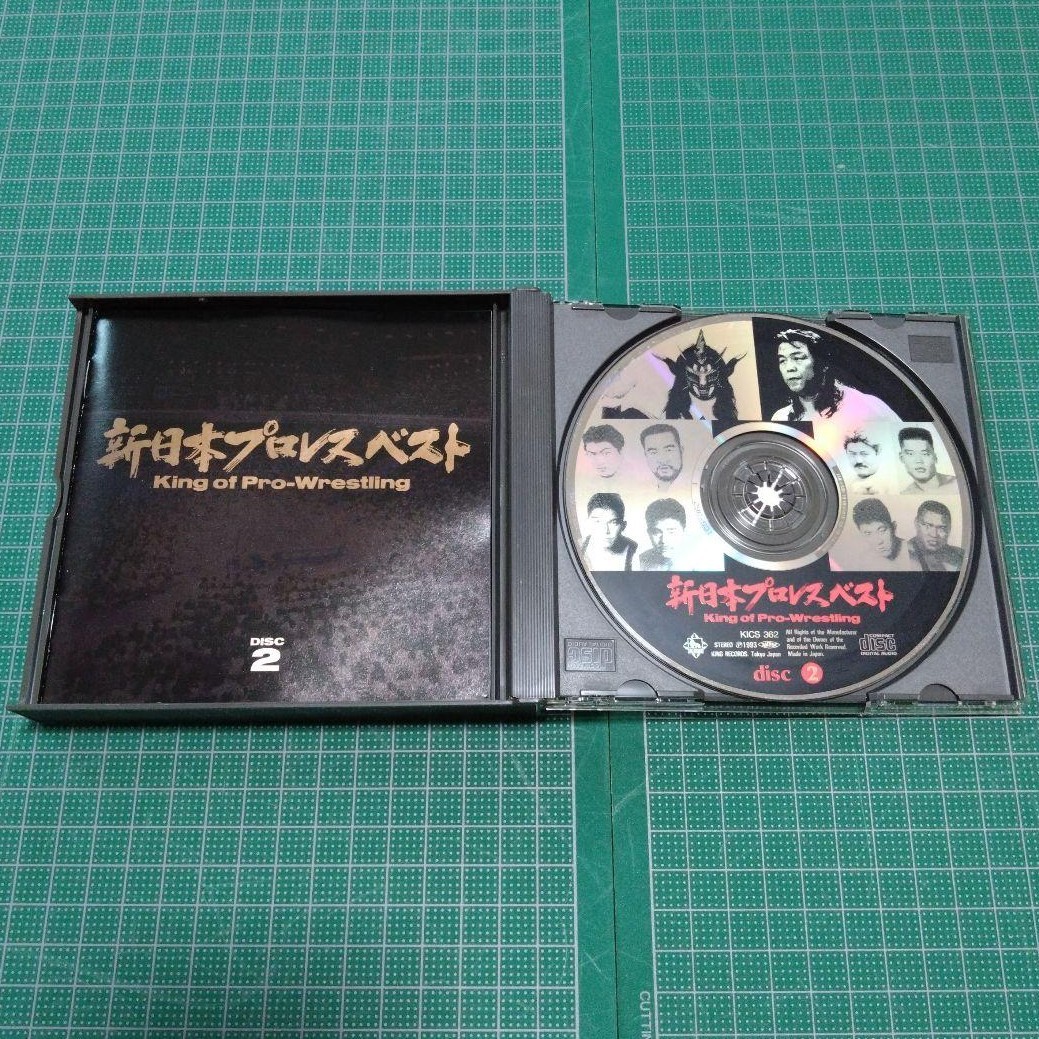 新日本プロレスベスト
King of Pro-Wrestling
DISC
2
新日本プロレスベスト
King of Pro-Wrestling
KICS 362
STEREO ℗1993
KING RECORDS. Tokyo Japan
All Rights of the Manufacturer
and of the Owner of the
Recorded Work Reserved.
Made in Japan.
COMPACT
disc
DIGITAL AUDIO
disc 2